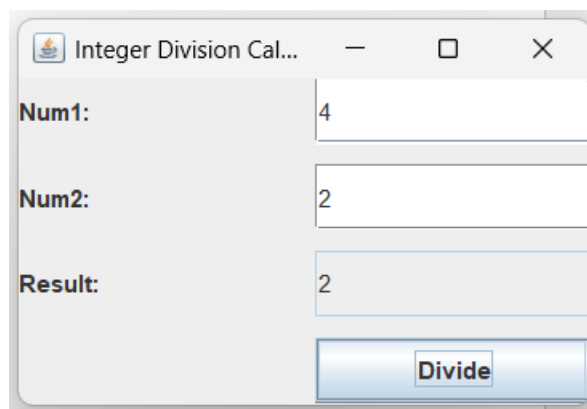 Integer Division Cal...
Num1: 4
Num2: 2
Result: 2
Divide